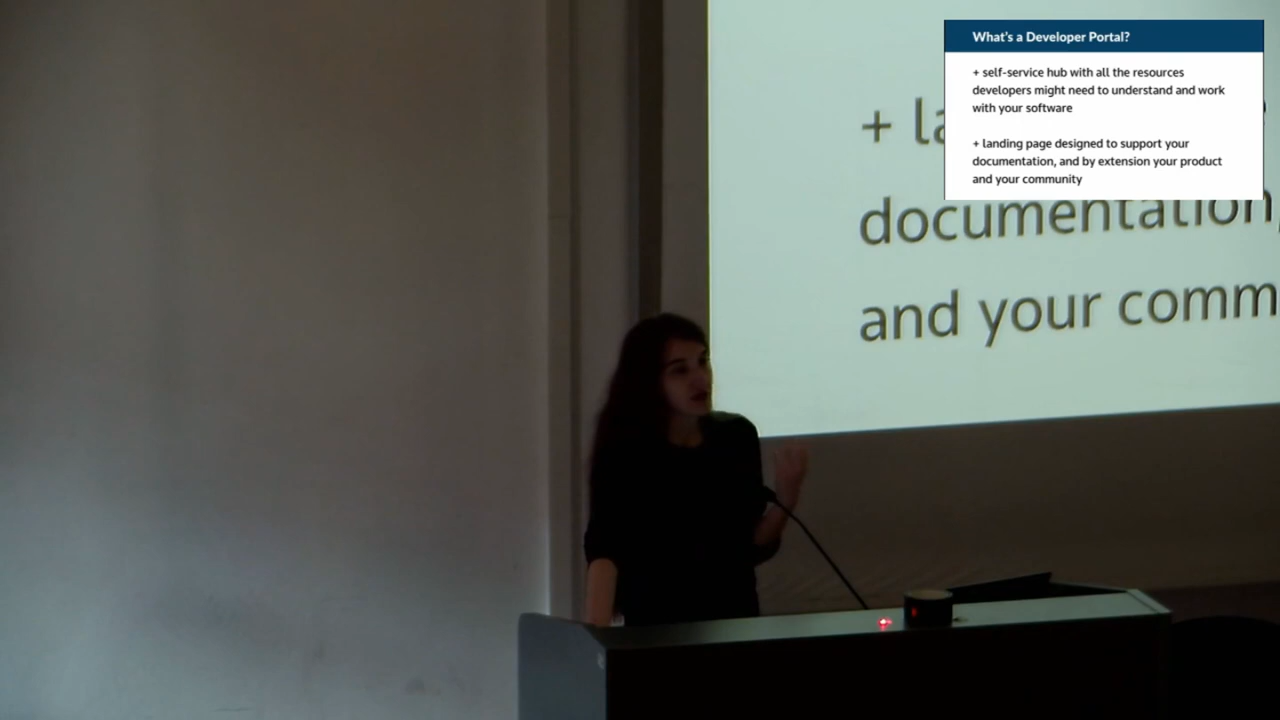 What's a Developer Portal?
+ self-service hub with all the resources
developers might need to understand and work
with your software
+ landing page designed to support your
documentation, and by extension your product
and your community
+ la
documentation,
and your comm